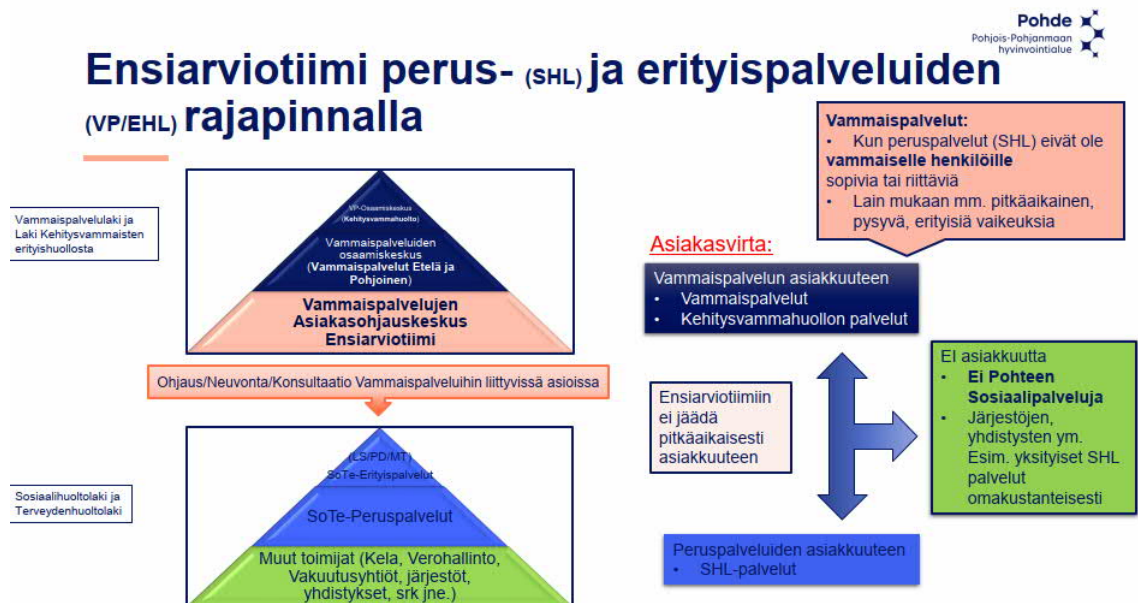 Pohde
Pohjois-Pohjanmaan
hyvinvointialue
Ensiarviotiimi perus- (SHL) ja erityispalveluiden
(VP/EHL) rajapinnalla
Vammaispalvelulaki ja
Laki Kehitysvammaisten
erityishuollosta
VP-Osaamiskeskus
(Kehitysvammahuolto)
Vammaispalveluiden
osaamiskeskus
(Vammaispalvelut Etelä ja
Pohjoinen)
Vammaispalvelujen
Asiakasohjauskeskus
Ensiarviotiimi
Ohjaus/Neuvonta/Konsultaatio Vammaispalveluihin liittyvissä asioissa
Sosiaalihuoltolaki ja
Terveydenhuoltolaki
(LS/PD/MT)
SoTe-Erityispalvelut
SoTe-Peruspalvelut
Muut toimijat (Kela, Verohallinto,
Vakuutusyhtiöt, järjestöt,
yhdistykset, srk jne.)
Vammaispalvelut:
• Kun peruspalvelut (SHL) eivät ole
vammaiselle henkilöille
sopivia tai riittäviä
• Lain mukaan mm. pitkäaikainen,
pysyvä, erityisiä vaikeuksia
Asiakasvirta:
Vammaispalvelun asiakkuuteen
• Vammaispalvelut
• Kehitysvammahuollon palvelut
Ensiarviotiimiin
ei jäädä
pitkäaikaisesti
asiakkuuteen
EI asiakkuutta
• Ei Pohteen
Sosiaalipalveluja
• Järjestöjen,
yhdistysten ym.
Esim. yksityiset SHL
palvelut
omakustanteisesti
Peruspalveluiden asiakkuuteen
• SHL-palvelut